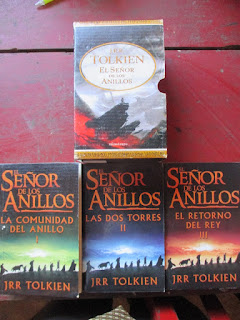 J.R.R.
TOLKIEN
EL SEÑOR
DE LOS
ANILLOS
EL
SEÑOR
DE LOS
ANILLOS
LA COMUNIDAD
DEL ANILLO
I
JRR TOLKIEN
EL
SEÑOR
DE LOS
ANILLOS
LAS DOS TORRES
II
JRR TOLKIEN
EL
SEÑOR
DE LOS
ANILLOS
EL RETORNO
DEL REY
III
JRR TOLKIEN